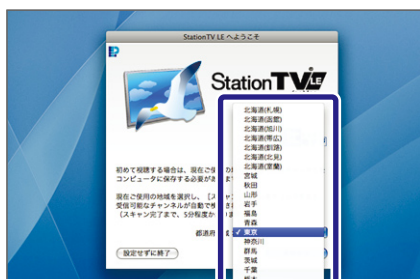 StationTV LE へようこそ
StationTV LE
北海道(札幌)
北海道(函館)
北海道(旭川)
北海道(帯広)
北海道(釧路)
北海道(北見)
北海道(室蘭)
宮城
秋田
山形
岩手
福島
青森
✓ 東京
神奈川
群馬
茨城
千葉
栃木
初めて視聴する場合は、現在ご使
コンピュータに保存する必要があ
現在ご使用の地域を選択し、[ス
受信可能なチャンネルが自動で
(スキャン完了まで、5分程度か
都道府
設定せずに終了